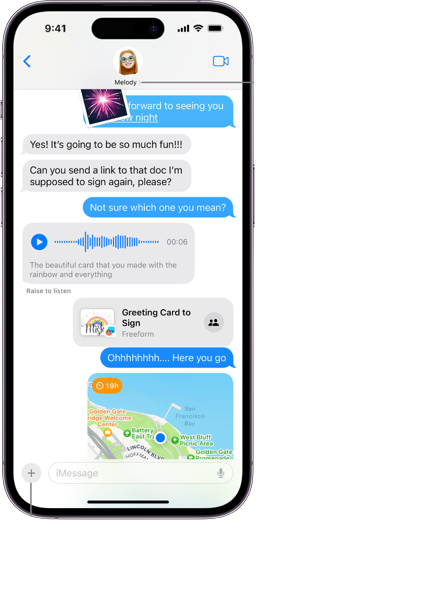 9:41
Melody
forward to seeing you
night
Yes! It's going to be so much fun!!!
Can you send a link to that doc I'm
supposed to sign again, please?
Not sure which one you mean?
00:06
The beautiful card that you made with the
rainbow and everything
Raise to listen
Greeting Card to
Sign
Freeform
Ohhhhhhhh.... Here you go
19h
San
Francisco
Bay
Golden Gate
Welcome
Center
Battery
East
West Bluff
Picnic Area
LINCOLN BLVD
Golden Gate
Promenade
iMessage